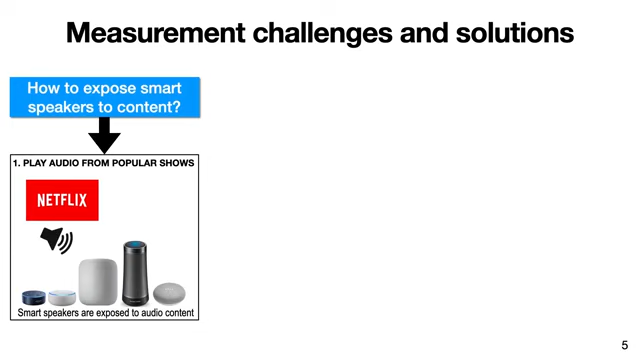 Measurement challenges and solutions
How to expose smart
speakers to content?
1. PLAY AUDIO FROM POPULAR SHOWS
NETFLIX
Smart speakers are exposed to audio content
5